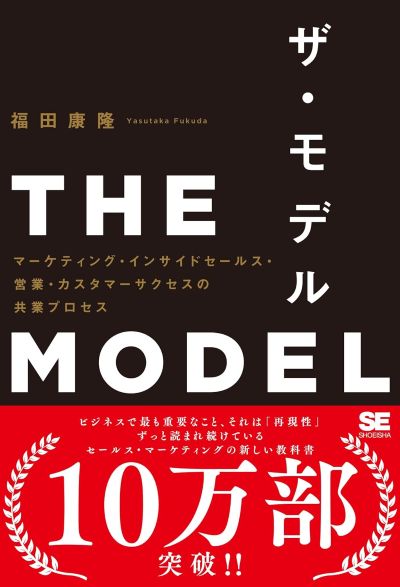 ザ・モデル
福田康隆 Yasutaka Fukuda
THE
マーケティング・インサイドセールス・
営業・カスタマーサクセスの
共業プロセス
MODEL
SE
SHOEISHA
ビジネスで最も重要なこと、それは「再現性」
ずっと読まれ続けている
セールス・マーケティングの新しい教科書
10万部
突破!!